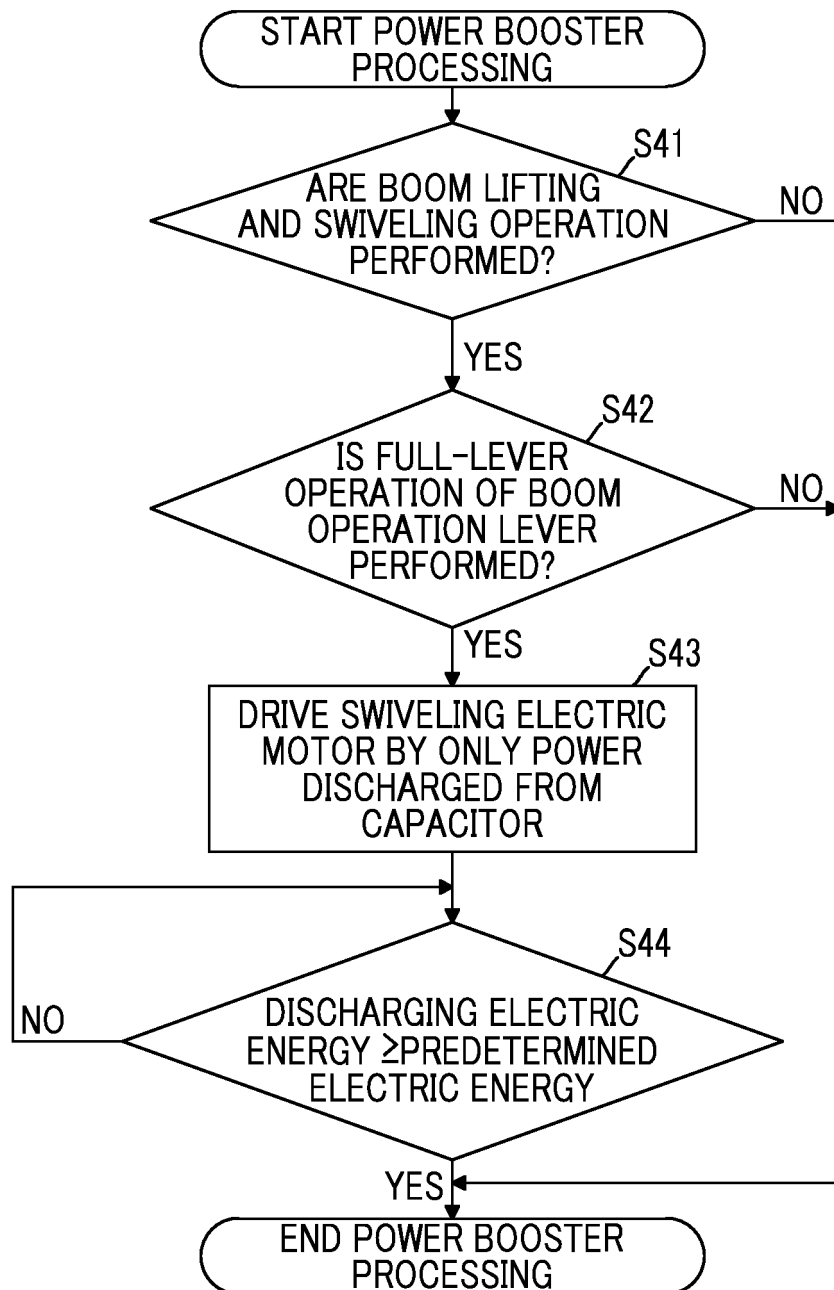 START POWER BOOSTER
PROCESSING
S41
ARE BOOM LIFTING
AND SWIVELING OPERATION
PERFORMED?
NO
YES
S42
IS FULL-LEVER
OPERATION OF BOOM
OPERATION LEVER
PERFORMED?
NO
YES
S43
DRIVE SWIVELING ELECTRIC
MOTOR BY ONLY POWER
DISCHARGED FROM
CAPACITOR
S44
DISCHARGING ELECTRIC
ENERGY ≥PREDETERMINED
ELECTRIC ENERGY
NO
YES
END POWER BOOSTER
PROCESSING